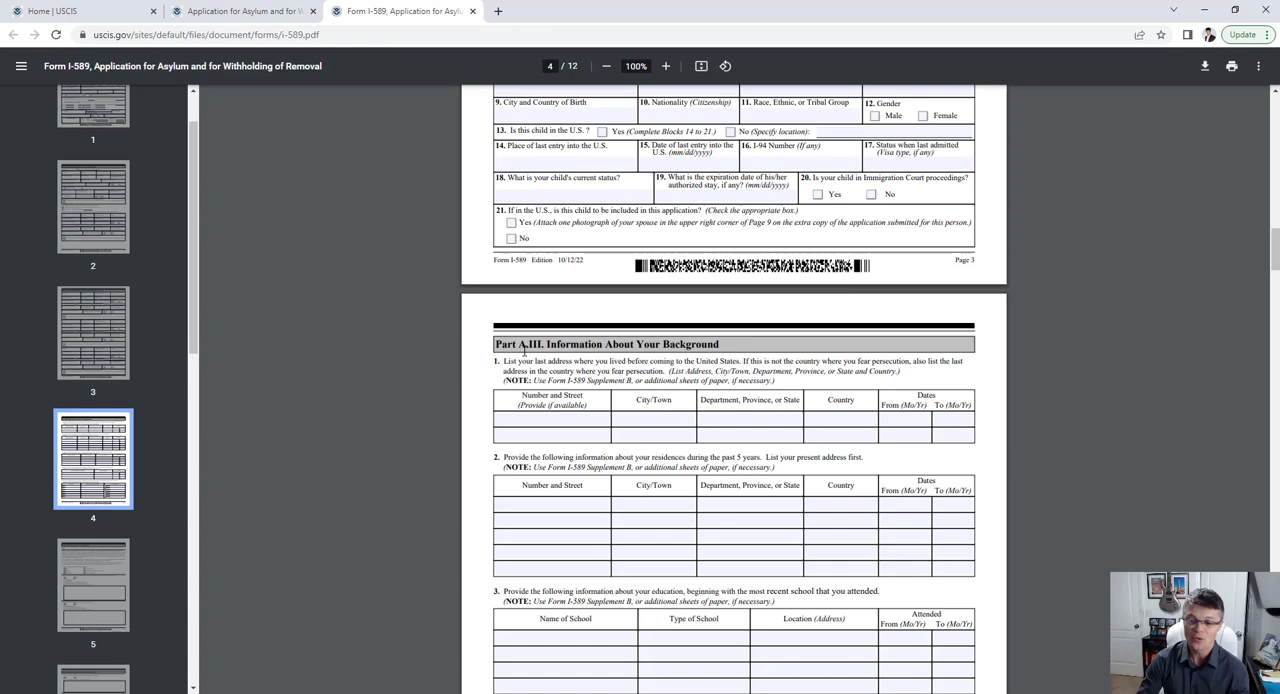 Home | USCIS
Application for Asylum and for W
Form I-589, Application for Asylu
Update
uscis.gov/sites/default/files/document/forms/i-589.pdf
Form I-589, Application for Asylum and for Withholding of Removal
4 / 12
100%
1
2
3
4
5
9. City and Country of Birth
10. Nationality (Citizenship)
11. Race, Ethnic, or Tribal Group
12. Gender
Male
Female
13. Is this child in the U.S. ?
Yes (Complete Blocks 14 to 21.)
No (Specify location):
14. Place of last entry into the U.S.
15. Date of last entry into the
U.S. (mm/dd/yyyy)
16. I-94 Number (If any)
17. Status when last admitted
(Visa type, if any)
18. What is your child's current status?
19. What is the expiration date of his/her
authorized stay, if any? (mm/dd/yyyy)
20. Is your child in Immigration Court proceedings?
Yes
No
21. If in the U.S., is this child to be included in this application? (Check the appropriate box.)
Yes (Attach one photograph of your spouse in the upper right corner of Page 9 on the extra copy of the application submitted for this person.)
No
Form I-589 Edition 10/12/22
Page 3
Part A.III. Information About Your Background
1. List your last address where you lived before coming to the United States. If this is not the country where you fear persecution, also list the last
address in the country where you fear persecution. (List Address, City/Town, Department, Province, or State and Country.)
(NOTE: Use Form I-589 Supplement B, or additional sheets of paper, if necessary.)
Number and Street
(Provide if available)
City/Town
Department, Province, or State
Country
Dates
From (Mo/Yr) To (Mo/Yr)
2. Provide the following information about your residences during the past 5 years. List your present address first.
(NOTE: Use Form I-589 Supplement B, or additional sheets of paper, if necessary.)
Number and Street
City/Town
Department, Province, or State
Country
Dates
From (Mo/Yr) To (Mo/Yr)
3. Provide the following information about your education, beginning with the most recent school that you attended.
(NOTE: Use Form I-589 Supplement B, or additional sheets of paper, if necessary.)
Name of School
Type of School
Location (Address)
Attended
From (Mo/Yr) To (Mo/Yr)